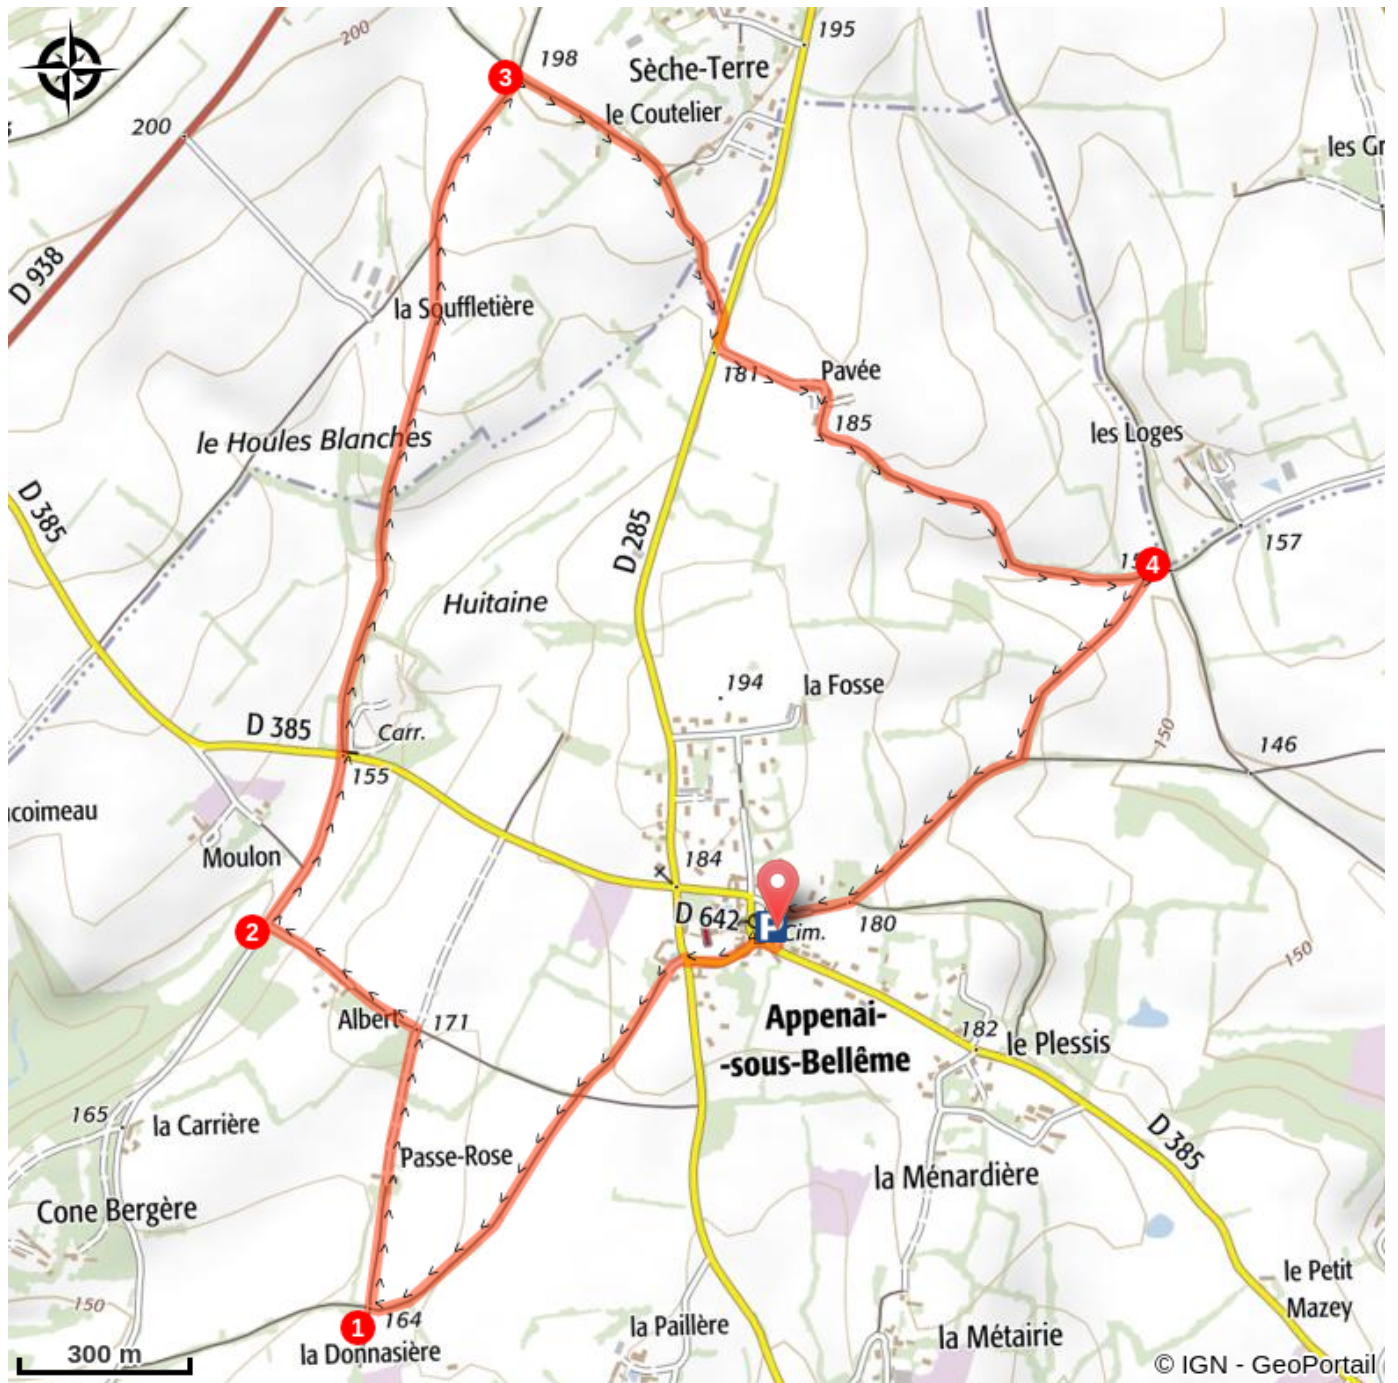 200
3
198
195
Sèche-Terre
le Coutelier
200
les Gr
D 938
la Souffletière
181
Pavée
185
les Loges
le Houles Blanches
D 385
D 285
157
4
Huitaine
194
la Fosse
D 385
Carr.
155
150
146
coimeau
Moulon
184
D 642
P
Cim.
180
2
150
Albert
171
Appenai-
-sous-Bellême
182
le Plessis
165
la Carrière
Passe-Rose
D 385
la Ménardière
Cone Bergère
150
164
1
la Donnasière
la Paillère
la Métairie
le Petit
Mazey
300 m
© IGN - GeoPortail